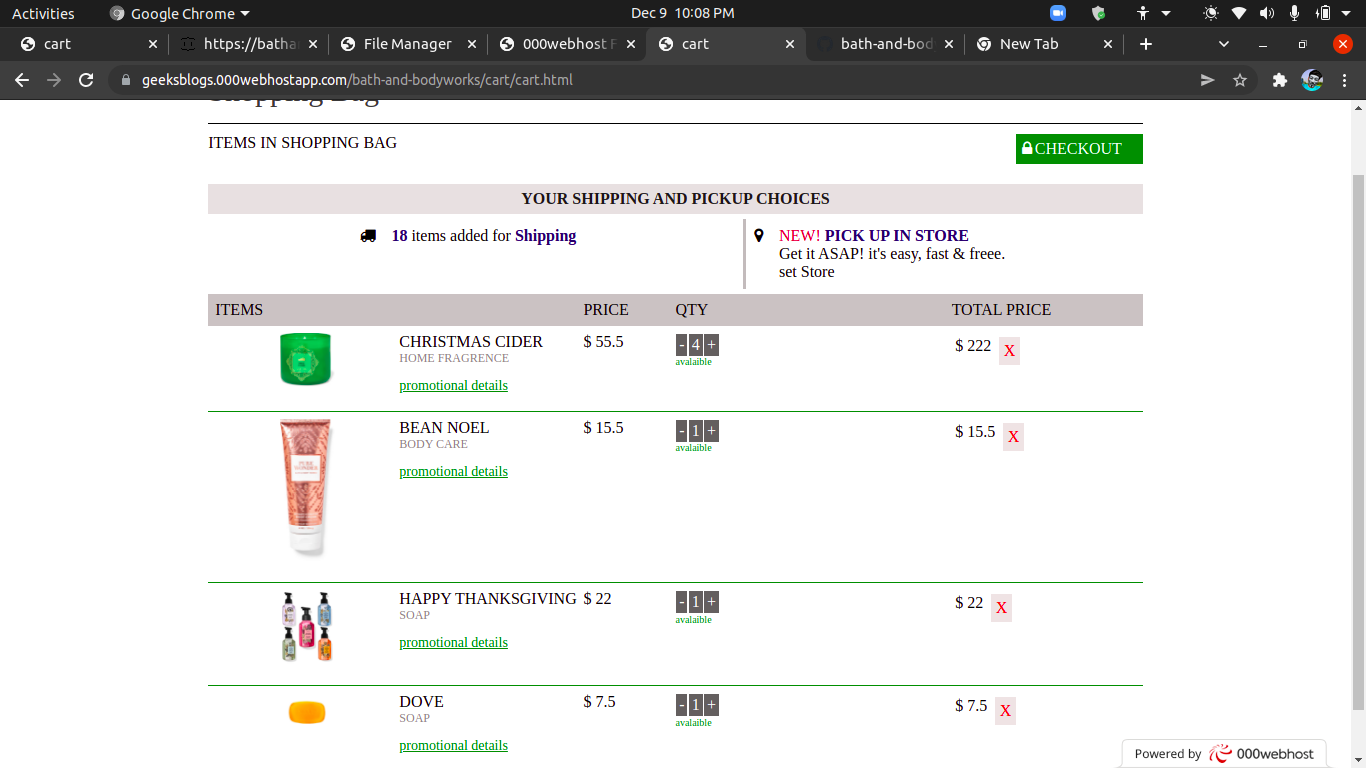 Activities
Google Chrome
Dec 9 10:08 PM
cart
https://batha
File Manager
000webhost F
cart
bath-and-bod
New Tab
geeksblogs.000webhostapp.com/bath-and-bodyworks/cart/cart.html
Shopping Bag
ITEMS IN SHOPPING BAG
CHECKOUT
YOUR SHIPPING AND PICKUP CHOICES
18 items added for Shipping
NEW! PICK UP IN STORE
Get it ASAP! it's easy, fast & freee.
set Store
ITEMS PRICE QTY TOTAL PRICE
CHRISTMAS CIDER $ 55.5 - 4 + $ 222 X
HOME FRAGRENCE
avalaible
promotional details
BEAN NOEL $ 15.5 - 1 + $ 15.5 X
BODY CARE
avalaible
promotional details
HAPPY THANKSGIVING $ 22 - 1 + $ 22 X
SOAP
avalaible
promotional details
DOVE $ 7.5 - 1 + $ 7.5 X
SOAP
avalaible
promotional details
Powered by 000webhost